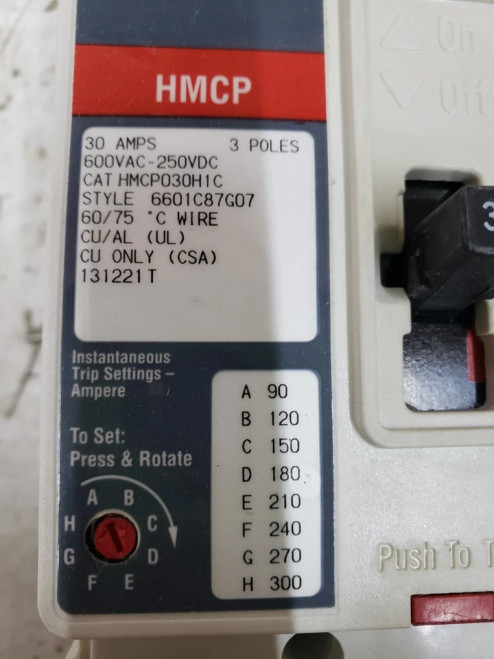 HMCP
30 AMPS 3 POLES
600VAC-250VDC
CAT HMCP030H1C
STYLE 6601C87G07
60/75 °C WIRE
CU/AL (UL)
CU ONLY (CSA)
131221T
Instantaneous
Trip Settings –
Ampere
To Set:
Press & Rotate
A B
H C
G D
F E
A 90
B 120
C 150
D 180
E 210
F 240
G 270
H 300
On
Off
3
Push To